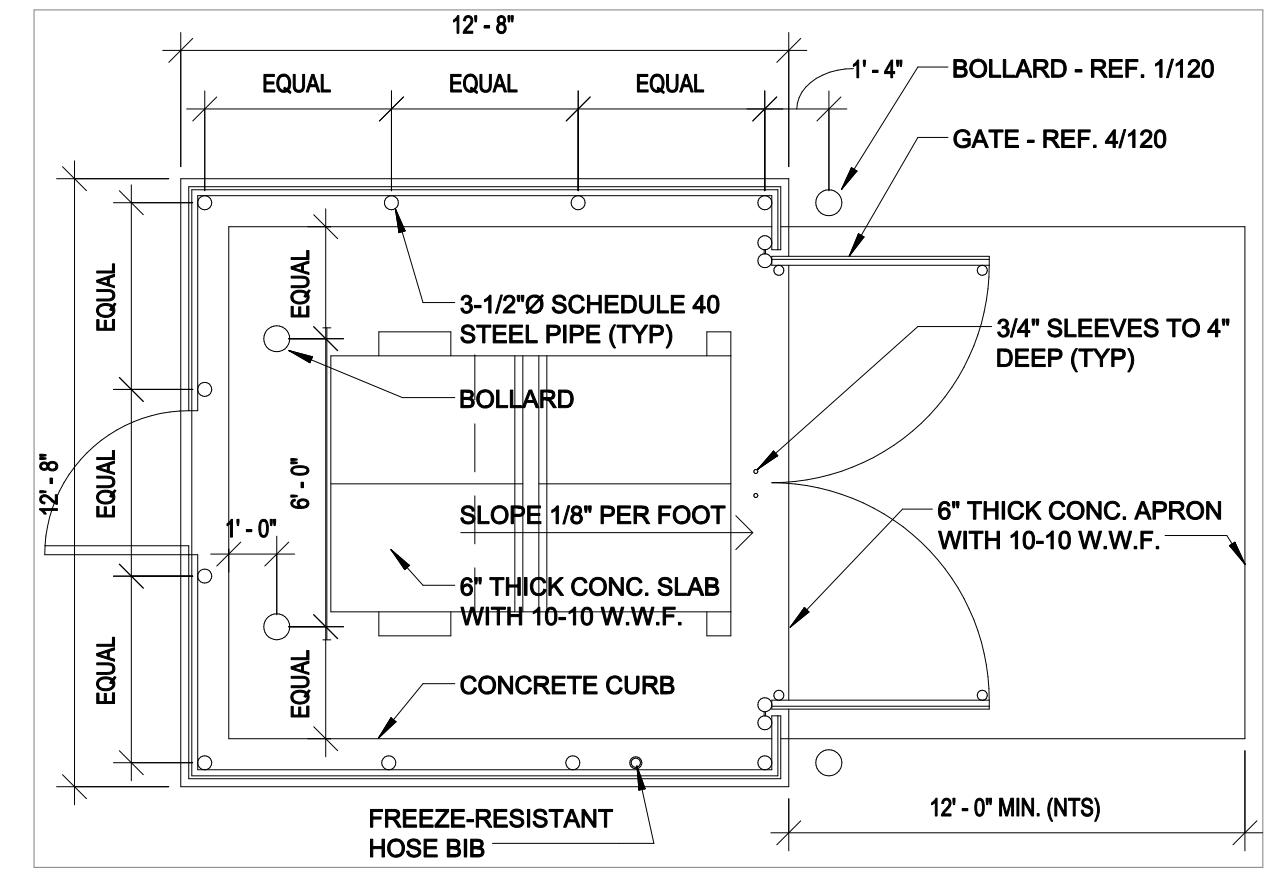 12' - 8"
EQUAL
EQUAL
EQUAL
1' - 4"
BOLLARD - REF. 1/120
GATE - REF. 4/120
EQUAL
EQUAL
3-1/2"Ø SCHEDULE 40
STEEL PIPE (TYP)
3/4" SLEEVES TO 4"
DEEP (TYP)
BOLLARD
12' - 8"
EQUAL
6' - 0"
1' - 0"
SLOPE 1/8" PER FOOT
6" THICK CONC. APRON
WITH 10-10 W.W.F.
6" THICK CONC. SLAB
WITH 10-10 W.W.F.
EQUAL
EQUAL
CONCRETE CURB
FREEZE-RESISTANT
HOSE BIB
12' - 0" MIN. (NTS)